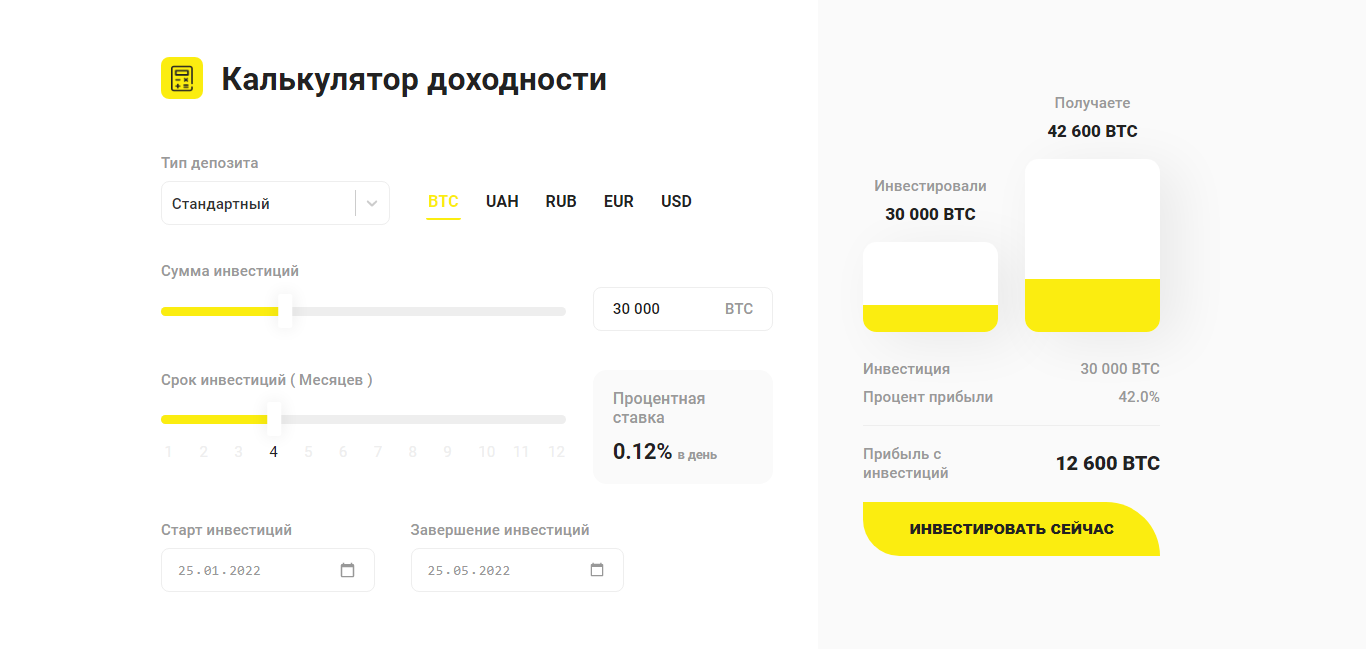 Калькулятор доходности
Тип депозита
Стандартный
BTC UAH RUB EUR USD
Сумма инвестиций
30 000 BTC
Срок инвестиций ( Месяцев )
1 2 3 4 5 6 7 8 9 10 11 12
Процентная
ставка
0.12% в день
Старт инвестиций
25.01.2022
Завершение инвестиций
25.05.2022
Инвестировали
30 000 BTC
Получаете
42 600 BTC
Инвестиция 30 000 BTC
Процент прибыли 42.0%
Прибыль с
инвестиций
12 600 BTC
ИНВЕСТИРОВАТЬ СЕЙЧАС